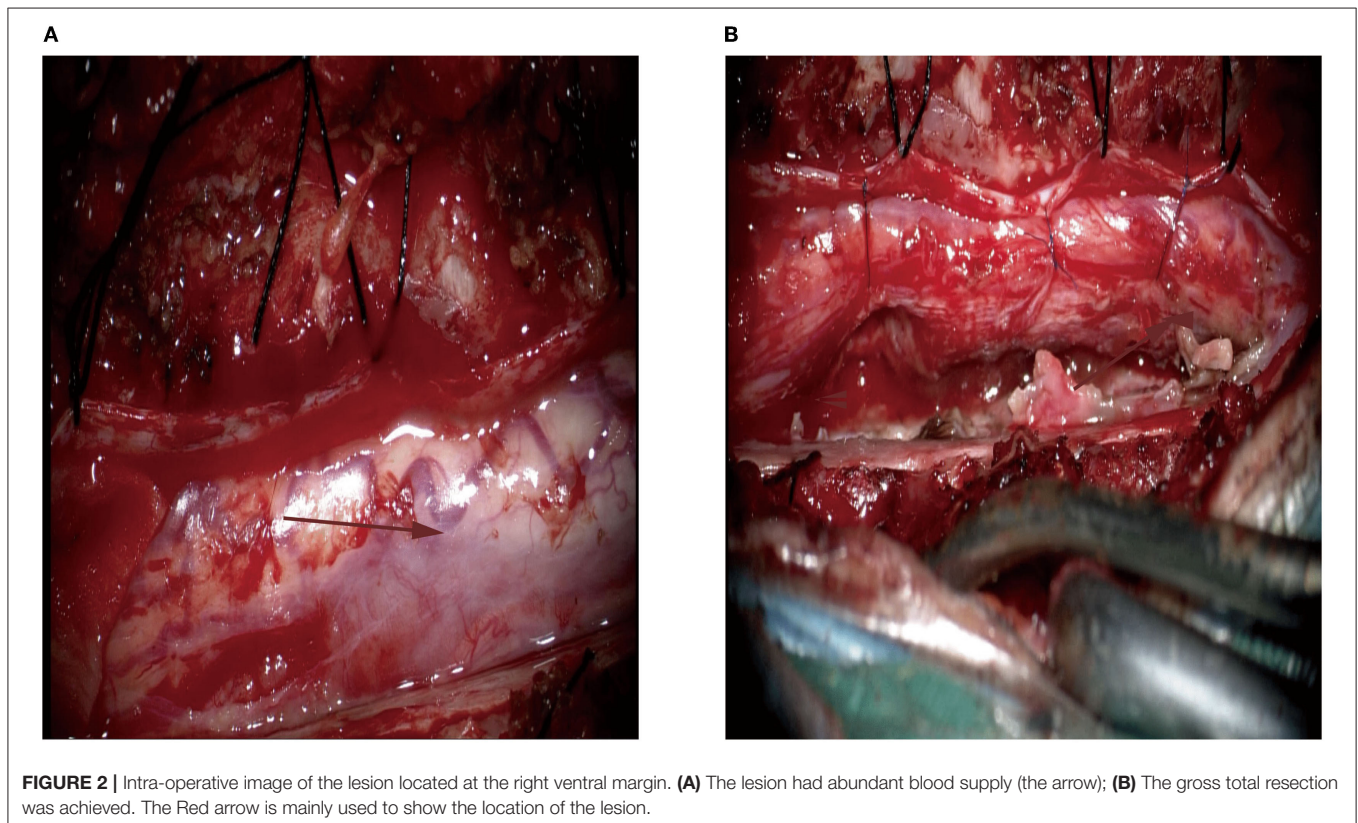 A
B
FIGURE 2 | Intra-operative image of the lesion located at the right ventral margin. (A) The lesion had abundant blood supply (the arrow); (B) The gross total resection
was achieved. The Red arrow is mainly used to show the location of the lesion.